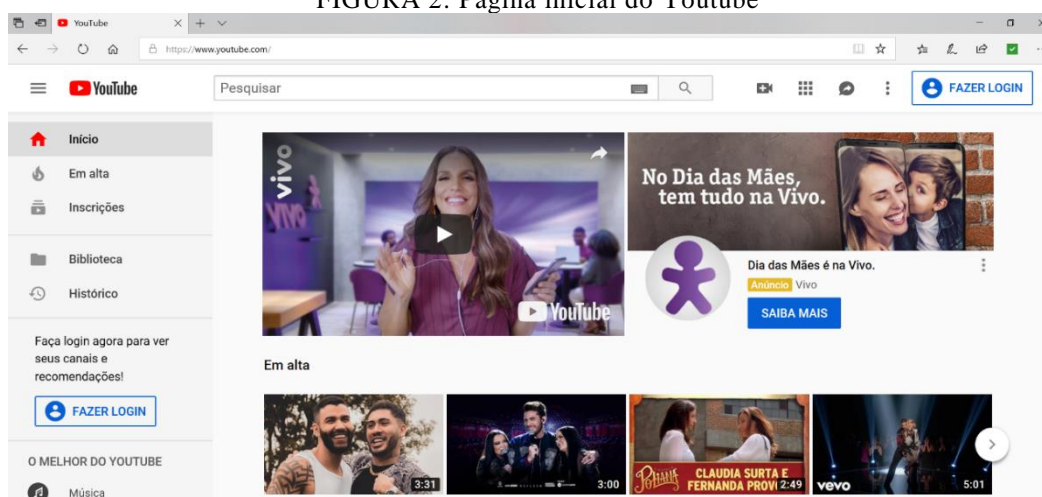 FIGURA 2: Página inicial do Youtube
YouTube
https://www.youtube.com/
YouTube
Pesquisar
FAZER LOGIN
Início
Em alta
Inscrições
Biblioteca
Histórico
Faça login agora para ver
seus canais e
recomendações!
FAZER LOGIN
O MELHOR DO YOUTUBE
Música
vivo
vivo
YouTube
No Dia das Mães,
tem tudo na Vivo.
Dia das Mães é na Vivo.
Anúncio Vivo
SAIBA MAIS
Em alta
3:31
3:00
CLAUDIA SURTA E
FERNANDA
2:49
vevo
5:01